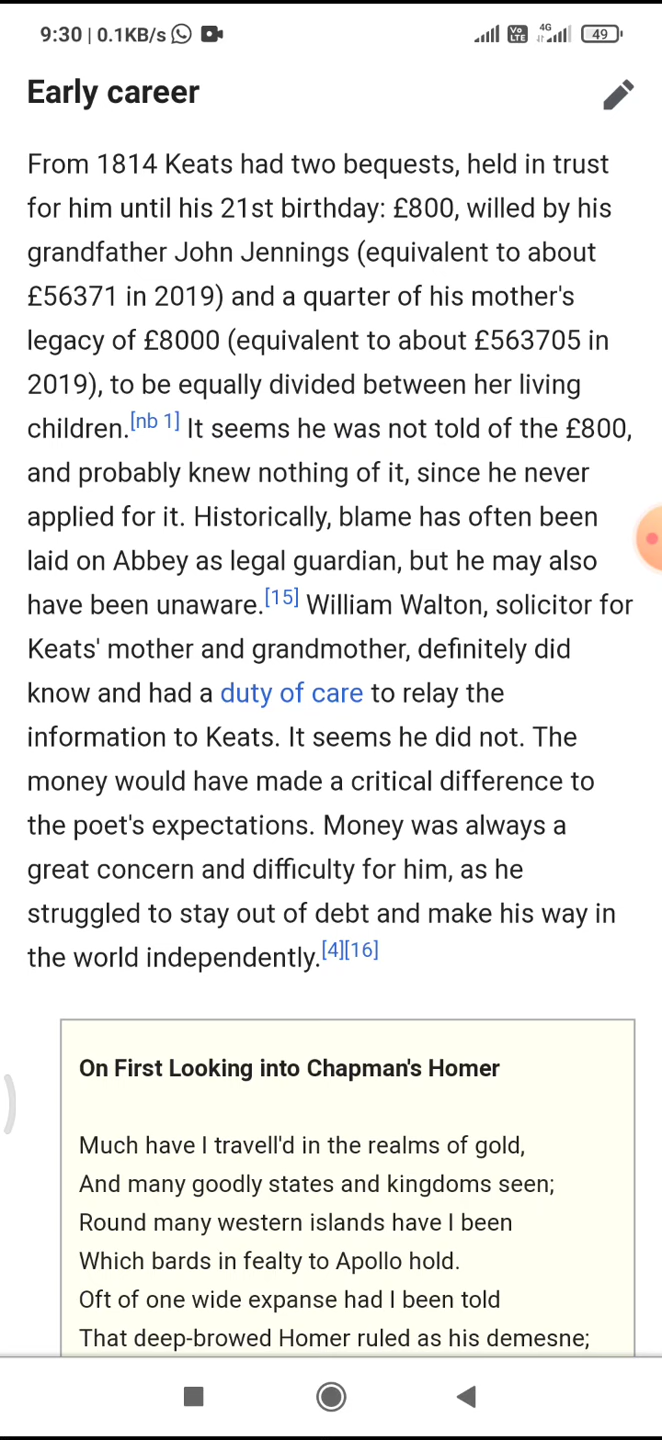 9:30 | 0.1KB/s
Vo LTE 4G 49
Early career
From 1814 Keats had two bequests, held in trust
for him until his 21st birthday: £800, willed by his
grandfather John Jennings (equivalent to about
£56371 in 2019) and a quarter of his mother's
legacy of £8000 (equivalent to about £563705 in
2019), to be equally divided between her living
children.[nb 1] It seems he was not told of the £800,
and probably knew nothing of it, since he never
applied for it. Historically, blame has often been
laid on Abbey as legal guardian, but he may also
have been unaware.[15] William Walton, solicitor for
Keats' mother and grandmother, definitely did
know and had a duty of care to relay the
information to Keats. It seems he did not. The
money would have made a critical difference to
the poet's expectations. Money was always a
great concern and difficulty for him, as he
struggled to stay out of debt and make his way in
the world independently.[4][16]
On First Looking into Chapman's Homer
Much have I travell'd in the realms of gold,
And many goodly states and kingdoms seen;
Round many western islands have I been
Which bards in fealty to Apollo hold.
Oft of one wide expanse had I been told
That deep-browed Homer ruled as his demesne;